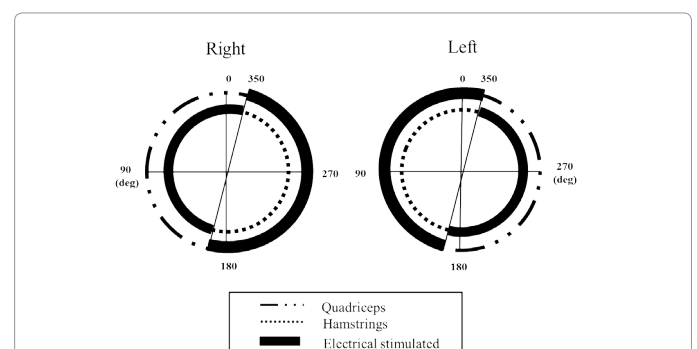 Right
Left
0 350
0 350
90
(deg)
270
90
270
(deg)
180
180
Quadriceps
Hamstrings
Electrical stimulated